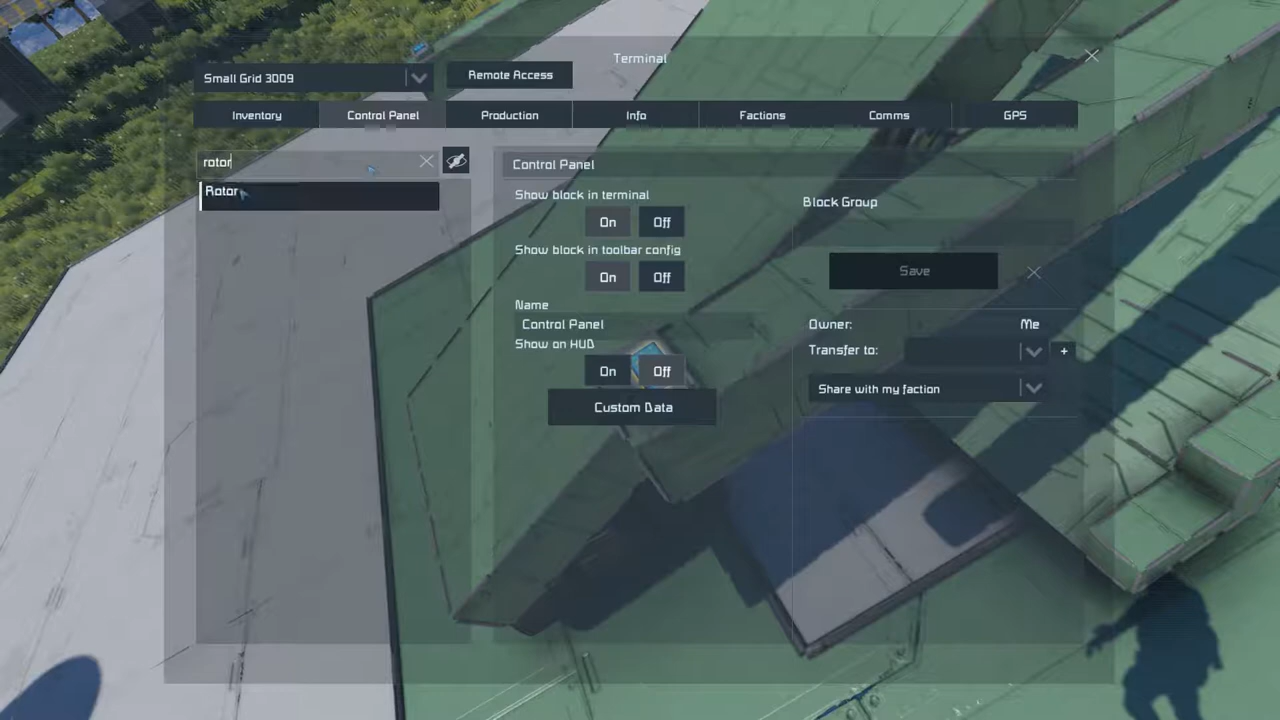 Terminal
Small Grid 3009
Remote Access
Inventory
Control Panel
Production
Info
Factions
Comms
GPS
rotor
Rotor
Control Panel
Show block in terminal
On
Off
Show block in toolbar config
On
Off
Name
Control Panel
Show on HUD
On
Off
Custom Data
Block Group
Save
Owner:
Me
Transfer to:
+
Share with my faction